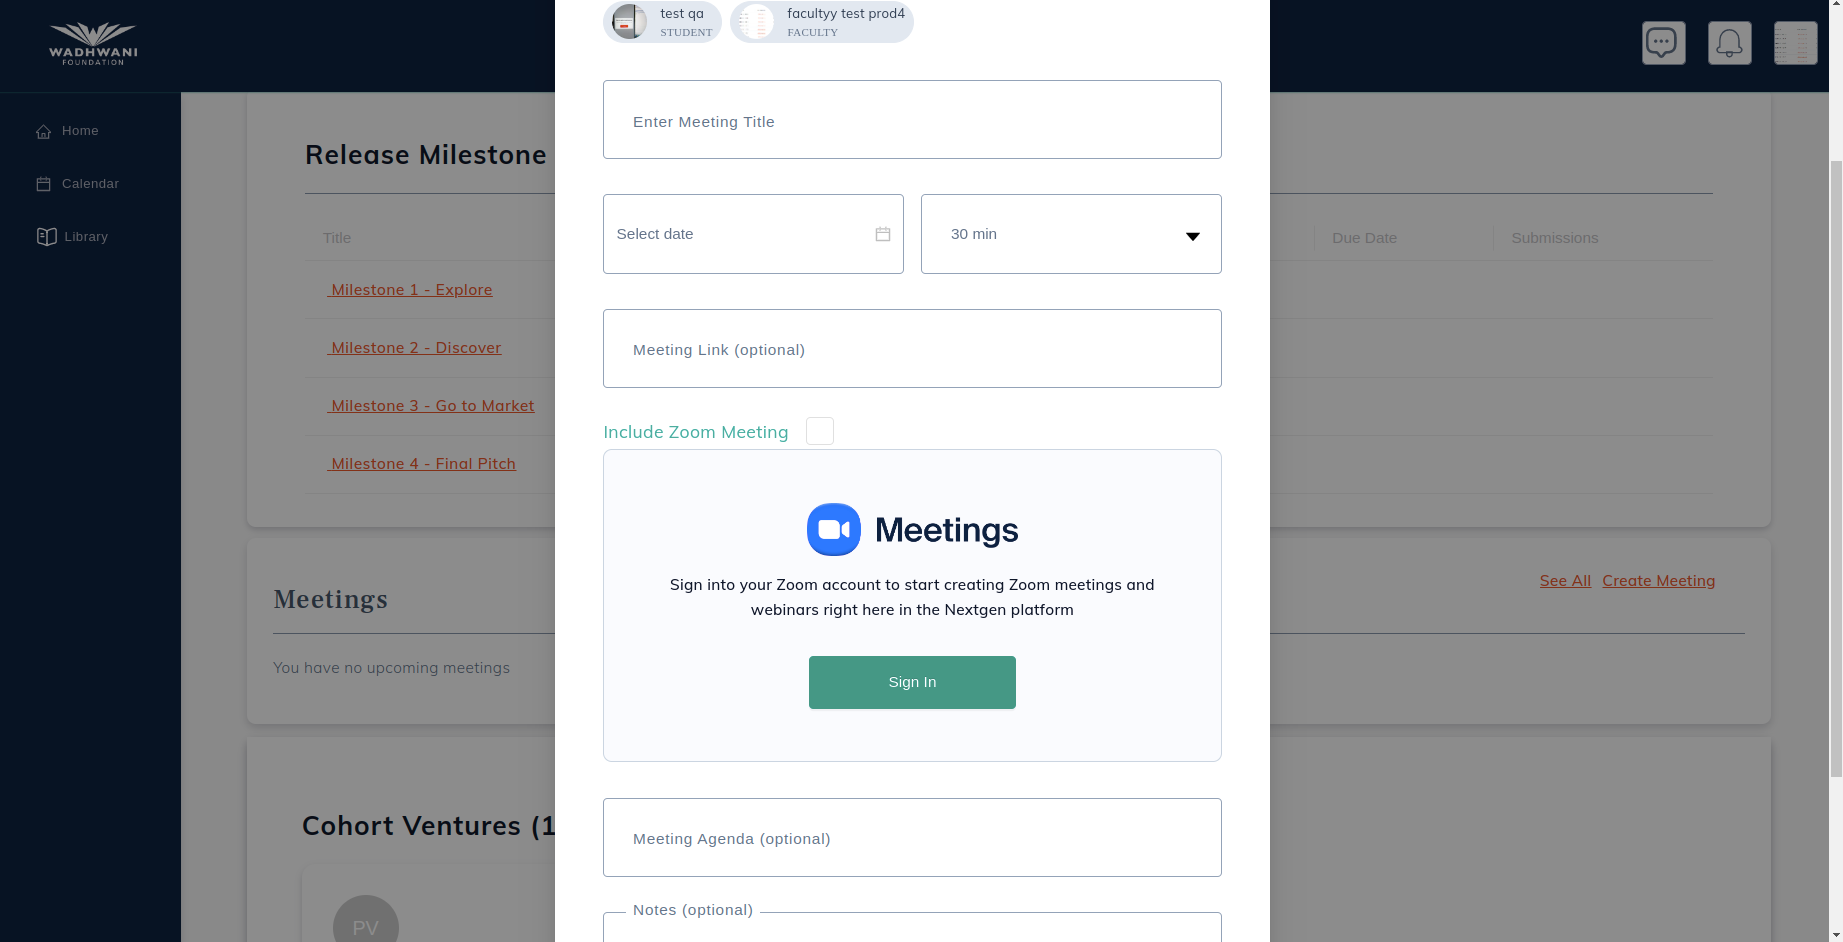 WADHWANI
FOUNDATION
Home
Calendar
Library
Release Milestone
Title
Due Date
Submissions
Milestone 1 - Explore
Milestone 2 - Discover
Milestone 3 - Go to Market
Milestone 4 - Final Pitch
Meetings
See All Create Meeting
You have no upcoming meetings
Cohort Ventures (1
PV
test qa
STUDENT
facultyy test prod4
FACULTY
Enter Meeting Title
Select date
30 min
Meeting Link (optional)
Include Zoom Meeting
Meetings
Sign into your Zoom account to start creating Zoom meetings and
webinars right here in the Nextgen platform
Sign In
Meeting Agenda (optional)
Notes (optional)